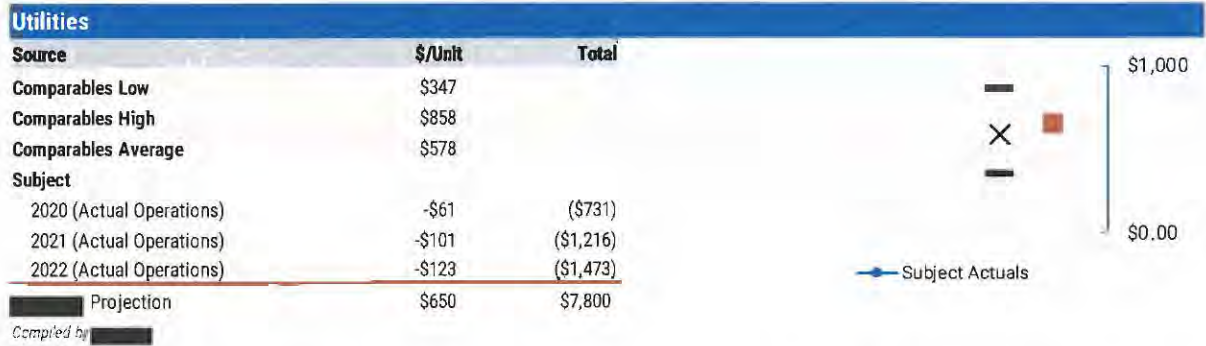 Utilities
Source $/Unit Total
Comparables Low $347
Comparables High $858
Comparables Average $578
Subject
2020 (Actual Operations) -$61 ($731)
2021 (Actual Operations) -$101 ($1,216)
2022 (Actual Operations) -$123 ($1,473)
Projection $650 $7,800
Compiled by
$1,000
$0.00
Subject Actuals